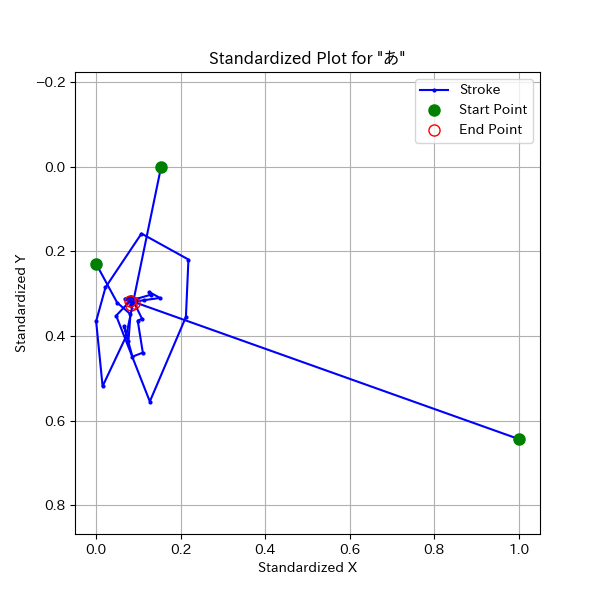 Standardized Plot for "あ"
Stroke
Start Point
End Point
−0.2
0.0
0.2
0.4
0.6
0.8
Standardized Y
0.0 0.2 0.4 0.6 0.8 1.0
Standardized X